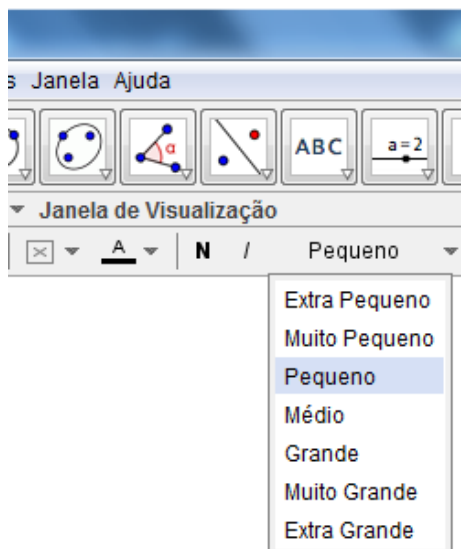 s Janela Ajuda
α ABC a=2
Janela de Visualização
A N I Pequeno
Extra Pequeno
Muito Pequeno
Pequeno
Médio
Grande
Muito Grande
Extra Grande